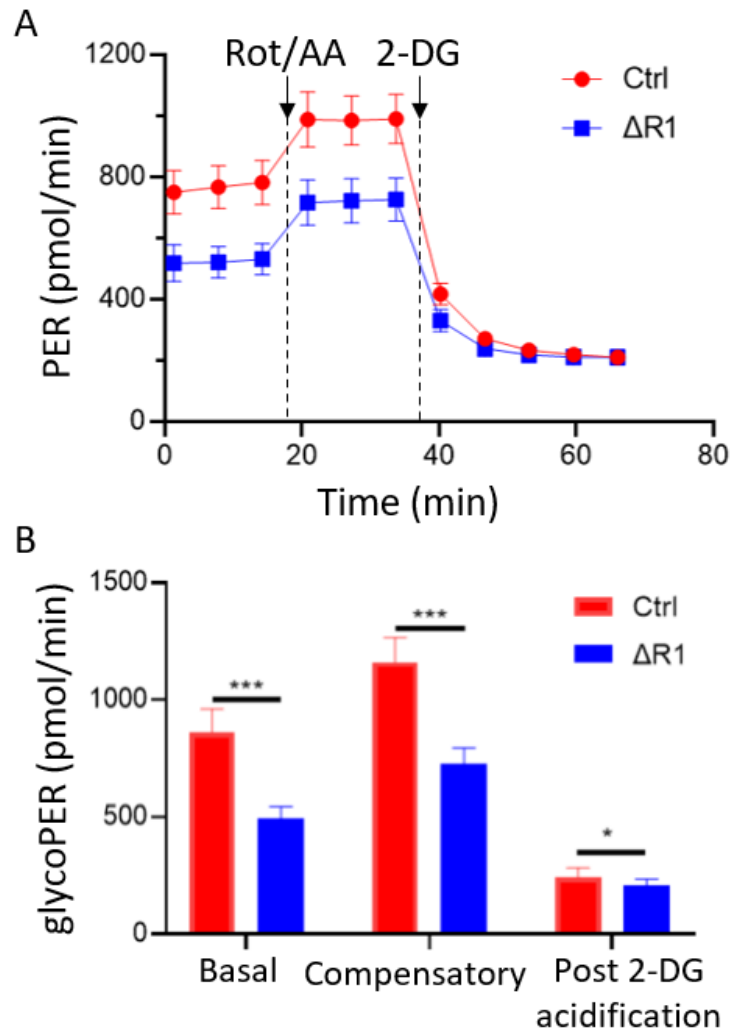 A
Rot/AA 2-DG
Ctrl
ΔR1
PER (pmol/min)
1200
800
400
0
0 20 40 60 80
Time (min)
B
glycoPER (pmol/min)
1500
1000
500
0
Ctrl
ΔR1
***
***
*
Basal Compensatory Post 2-DG
acidification